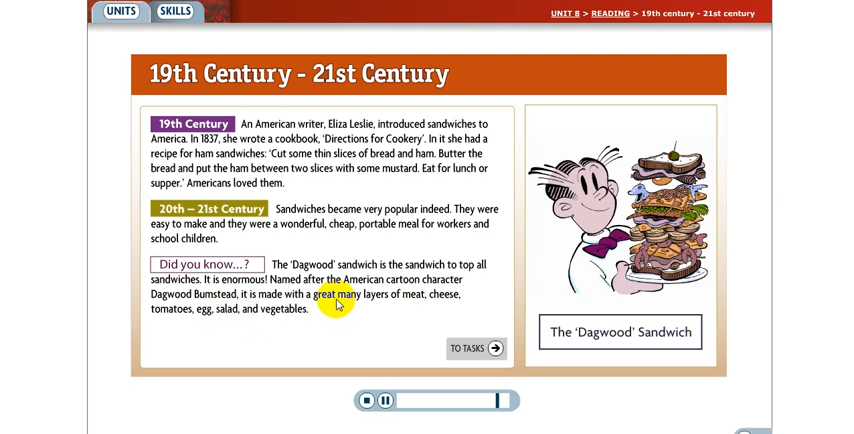 UNITS SKILLS
UNIT 8 > READING > 19th century - 21st century
19th Century - 21st Century
19th Century An American writer, Eliza Leslie, introduced sandwiches to
America. In 1837, she wrote a cookbook, 'Directions for Cookery'. In it she had a
recipe for ham sandwiches: 'Cut some thin slices of bread and ham. Butter the
bread and put the ham between two slices with some mustard. Eat for lunch or
supper.' Americans loved them.
20th – 21st Century Sandwiches became very popular indeed. They were
easy to make and they were a wonderful, cheap, portable meal for workers and
school children.
Did you know...? The 'Dagwood' sandwich is the sandwich to top all
sandwiches. It is enormous! Named after the American cartoon character
Dagwood Bumstead, it is made with a great many layers of meat, cheese,
tomatoes, egg, salad, and vegetables.
TO TASKS
The 'Dagwood' Sandwich